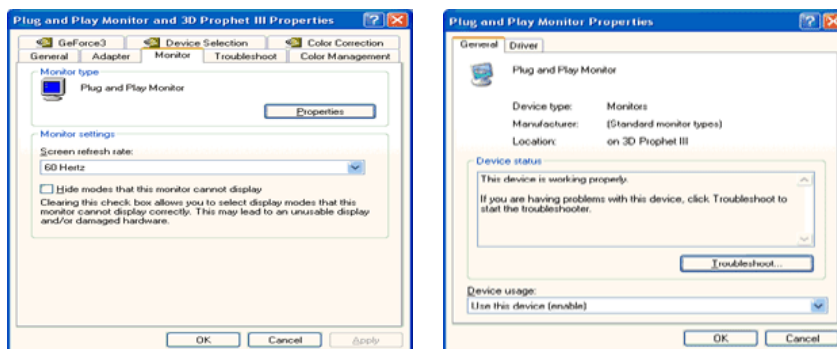 Plug and Play Monitor and 3D Prophet III Properties
GeForce3
Device Selection
Color Correction
General
Adapter
Monitor
Troubleshoot
Color Management
Monitor type
Plug and Play Monitor
Properties
Monitor settings
Screen refresh rate:
60 Hertz
Hide modes that this monitor cannot display
Clearing this check box allows you to select display modes that this
monitor cannot display correctly. This may lead to an unusable display
and/or damaged hardware.
OK
Cancel
Apply
Plug and Play Monitor Properties
General
Driver
Plug and Play Monitor
Device type: Monitors
Manufacturer: (Standard monitor types)
Location: on 3D Prophet III
Device status
This device is working properly.
If you are having problems with this device, click Troubleshoot to
start the troubleshooter.
Troubleshoot...
Device usage:
Use this device (enable)
OK
Cancel